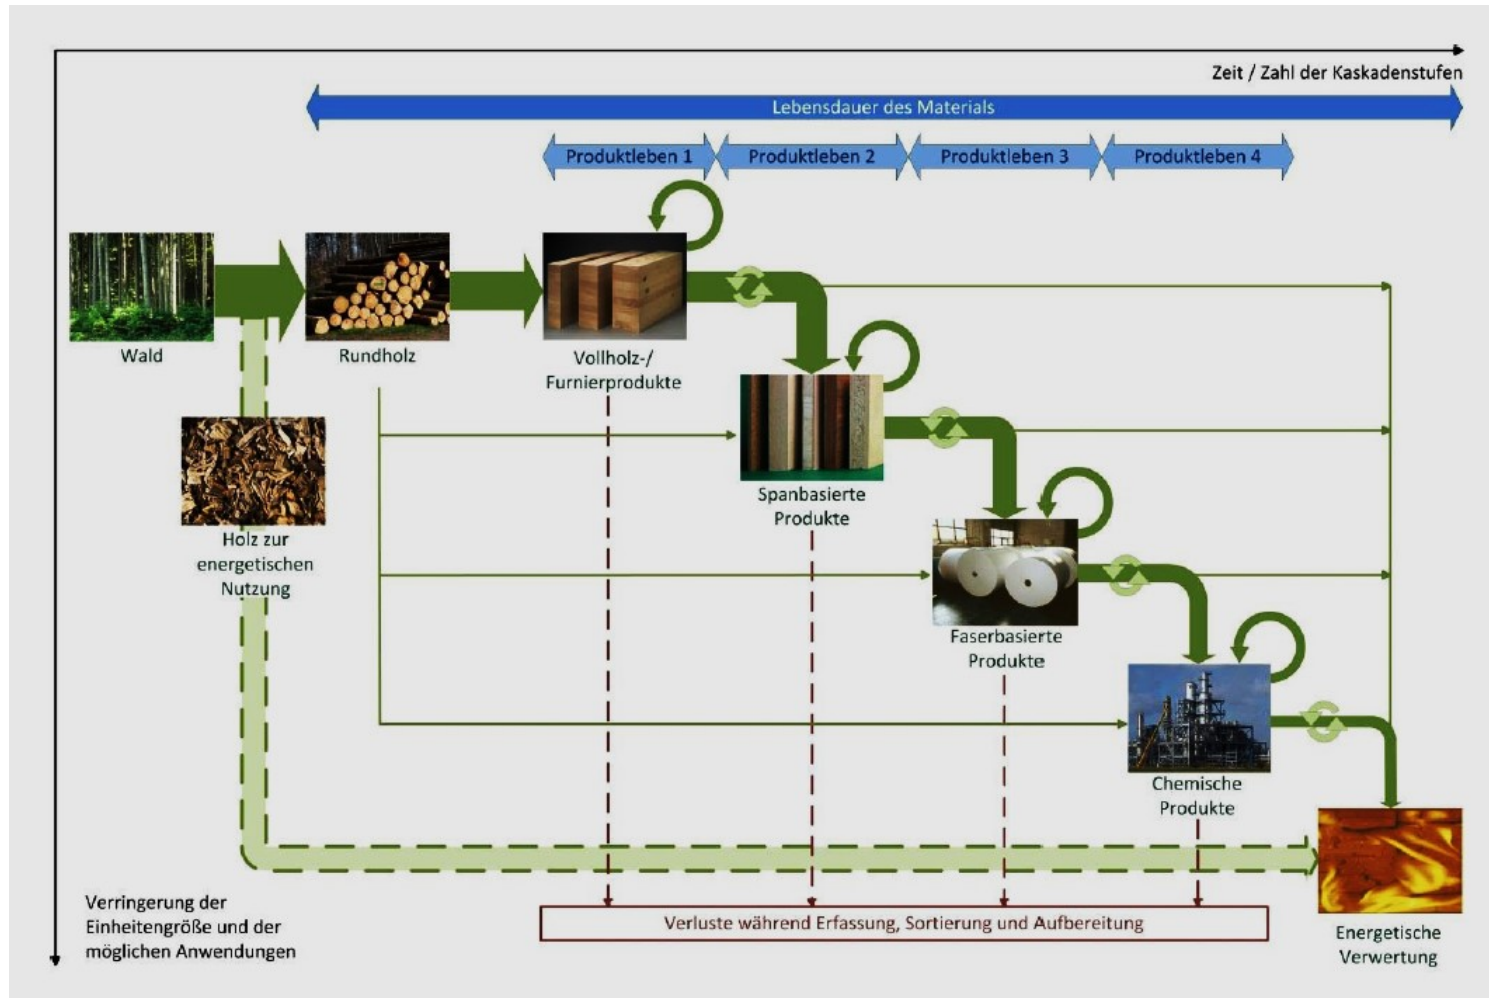 Zeit / Zahl der Kaskadenstufen
Lebensdauer des Materials
Produktleben 1
Produktleben 2
Produktleben 3
Produktleben 4
Wald
Rundholz
Vollholz-/
Furnierprodukte
Spanbasierte
Produkte
Holz zur
energetischen
Nutzung
Faserbasierte
Produkte
Chemische
Produkte
Verringerung der
Einheitengröße und der
möglichen Anwendungen
Verluste während Erfassung, Sortierung und Aufbereitung
Energetische
Verwertung